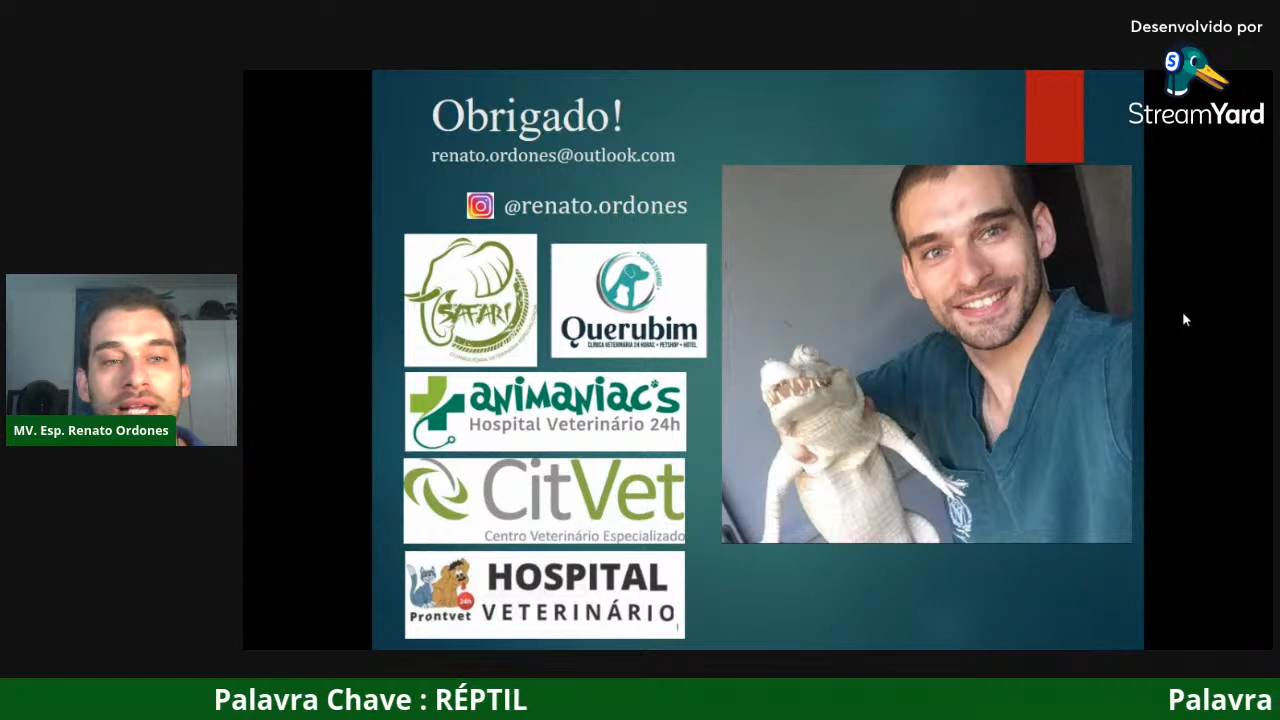 Desenvolvido por
StreamYard
Obrigado!
renato.ordones@outlook.com
@renato.ordones
SAFARI
Querubim
CLÍNICA VETERINÁRIA 24 HORAS • PETSHOP • HOTEL
animaniac's
Hospital Veterinário 24h
CitVet
Centro Veterinário Especializado
24h
Prontvet
HOSPITAL
VETERINÁRIO
MV. Esp. Renato Ordones
Palavra Chave : RÉPTIL
Palavra